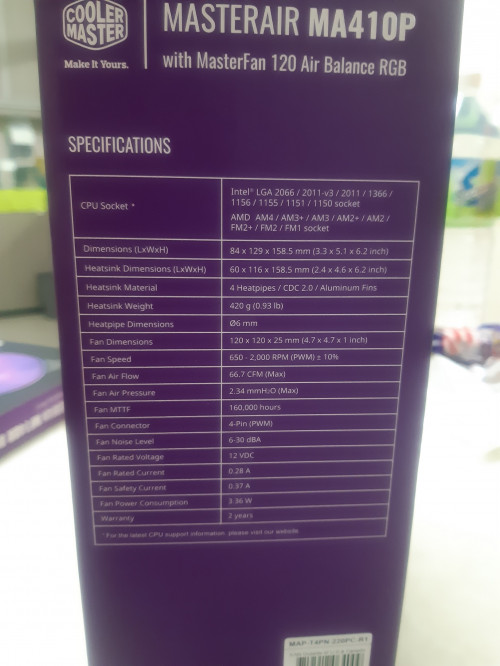 COOLER
MASTER
Make It Yours.
MASTERAIR MA410P
with MasterFan 120 Air Balance RGB
SPECIFICATIONS
CPU Socket *
Intel® LGA 2066 / 2011-v3 / 2011 / 1366 /
1156 / 1155 / 1151 / 1150 socket
AMD AM4 / AM3+ / AM3 / AM2+ / AM2 /
FM2+ / FM2 / FM1 socket
Dimensions (LxWxH) 84 x 129 x 158.5 mm (3.3 x 5.1 x 6.2 inch)
Heatsink Dimensions (LxWxH) 60 x 116 x 158.5 mm (2.4 x 4.6 x 6.2 inch)
Heatsink Material 4 Heatpipes / CDC 2.0 / Aluminum Fins
Heatsink Weight 420 g (0.93 lb)
Heatpipe Dimensions Ø6 mm
Fan Dimensions 120 x 120 x 25 mm (4.7 x 4.7 x 1 inch)
Fan Speed 650 - 2,000 RPM (PWM) ± 10%
Fan Air Flow 66.7 CFM (Max)
Fan Air Pressure 2.34 mmH₂O (Max)
Fan MTTF 160,000 hours
Fan Connector 4-Pin (PWM)
Fan Noise Level 6-30 dBA
Fan Rated Voltage 12 VDC
Fan Rated Current 0.28 A
Fan Safety Current 0.37 A
Fan Power Consumption 3.36 W
Warranty 2 years
* For the latest CPU support information please visit our website
MAP-T4PN-220PC-R1